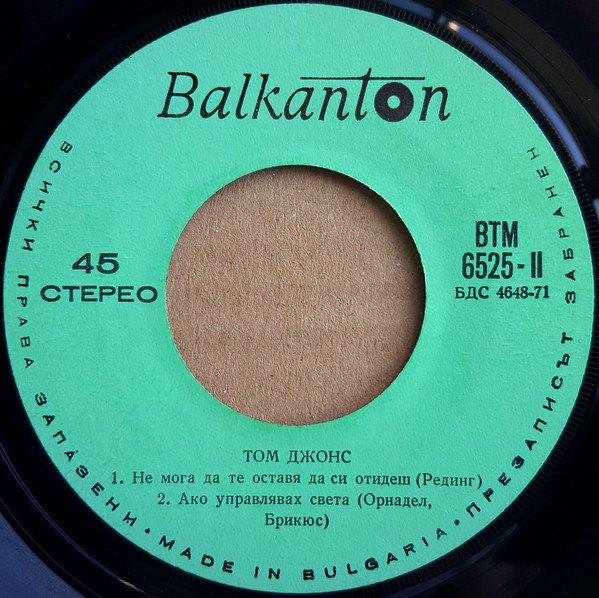 Balkanton
45
СТЕРЕО
ВТМ
6525-II
БДС 4648-71
ТОМ ДЖОНС
1. Не мога да те оставя да си отидеш (Рединг)
2. Ако управлявах света (Орнадел,
Брикюс)
ВСИЧКИ ПРАВА ЗАПАЗЕНИ • MADE IN BULGARIA • ПРЕЗАПИСЪТ ЗАБРАНЕН